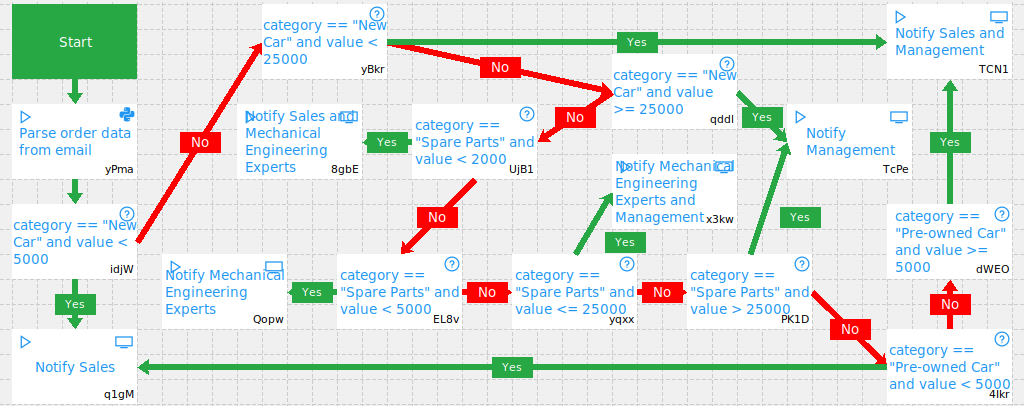 Start
Parse order data
from email
yPma
category == "New
Car" and value <
5000
idjW
Yes
Notify Sales
q1gM
No
category == "New
Car" and value <
25000
yBkr
Yes
No
Notify Sales and
Management
TCN1
category == "New
Car" and value
>= 25000
qddl
Yes
No
Notify
Management
TcPe
category ==
"Spare Parts" and
value < 2000
UjB1
Yes
Notify Sales and
Mechanical
Engineering
Experts
8gbE
No
category ==
"Spare Parts" and
value < 5000
EL8v
Yes
Notify Mechanical
Engineering
Experts
Qopw
No
category ==
"Spare Parts" and
value <= 25000
yqxx
Yes
Notify Mechanical
Engineering
Experts and
Management
x3kw
No
category ==
"Spare Parts" and
value > 25000
PK1D
Yes
No
category ==
"Pre-owned Car"
and value < 5000
4lkr
Yes
No
category ==
"Pre-owned Car"
and value >=
5000
dWEO
Yes